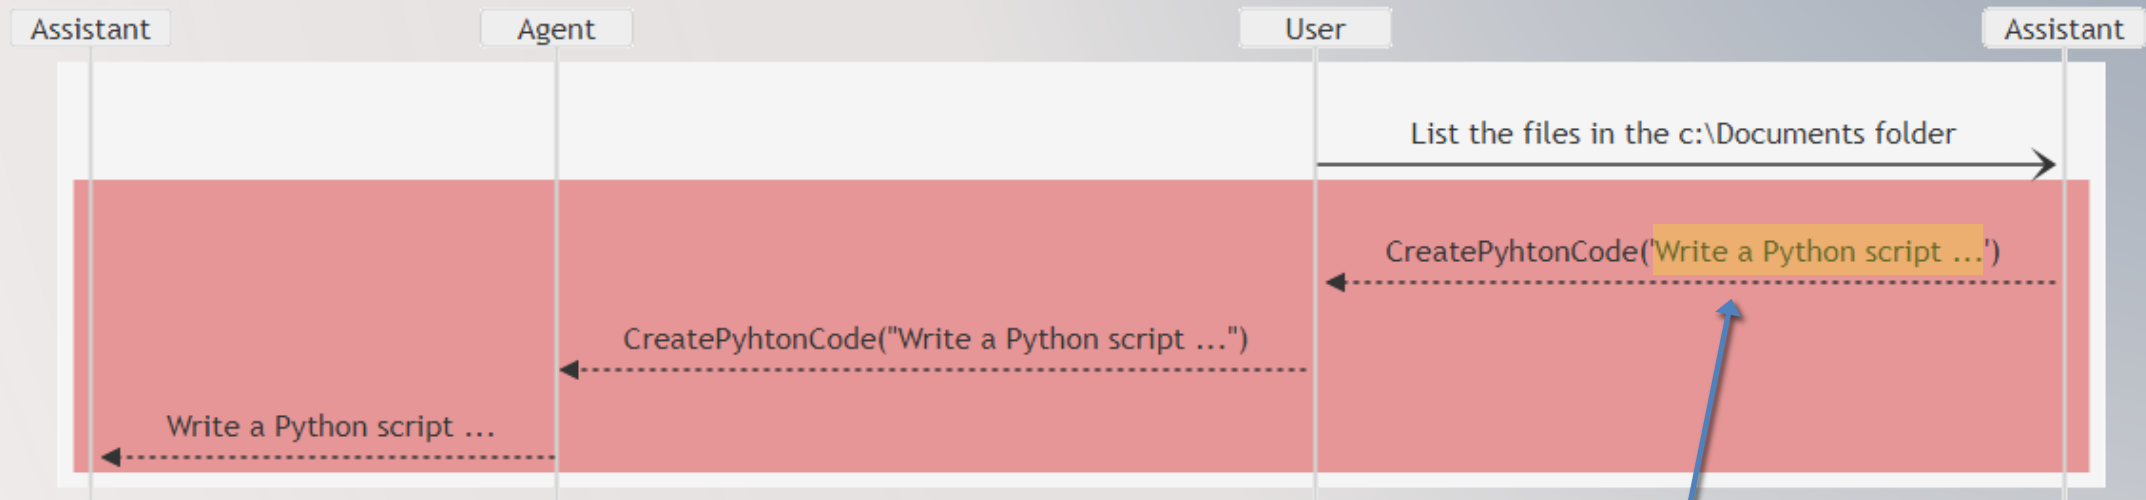 Assistant
Agent
User
Assistant
List the files in the c:\Documents folder
CreatePyhtonCode('Write a Python script ...')
CreatePyhtonCode("Write a Python script ...")
Write a Python script ...